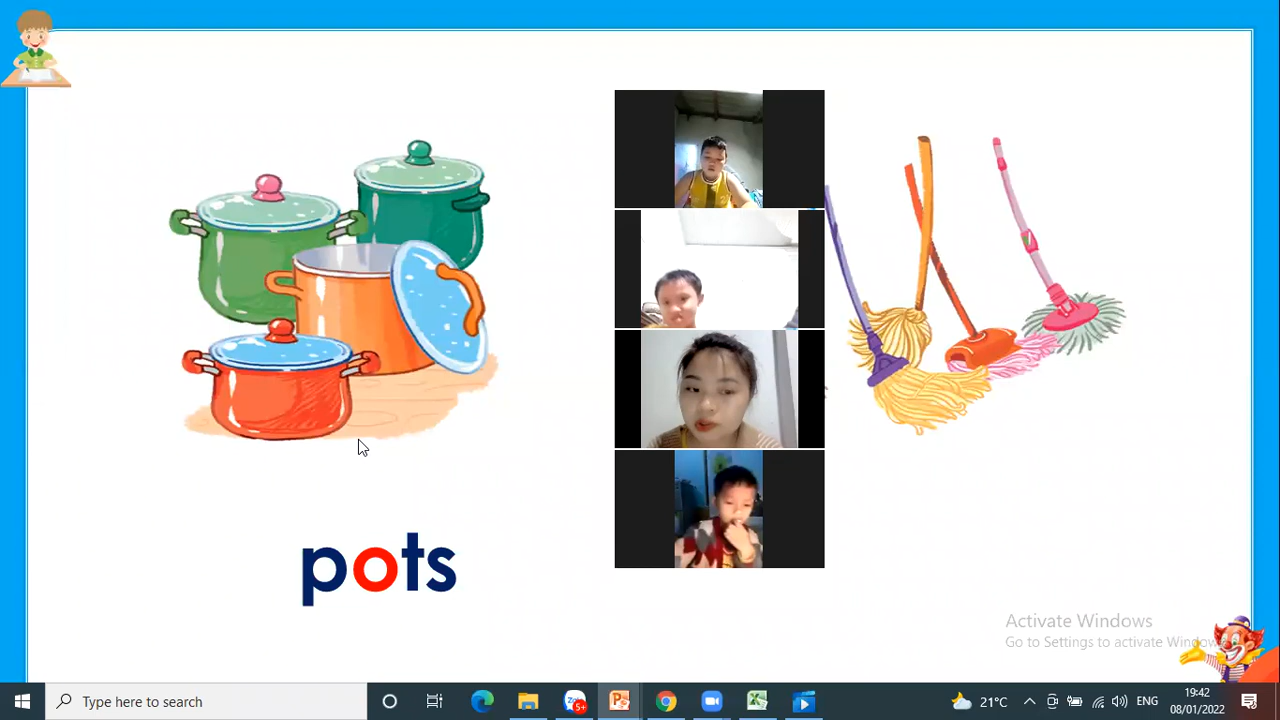 pots
Activate Windows
Go to Settings to activate Windows.
Type here to search
5+
21°C
ENG
19:42
08/01/2022